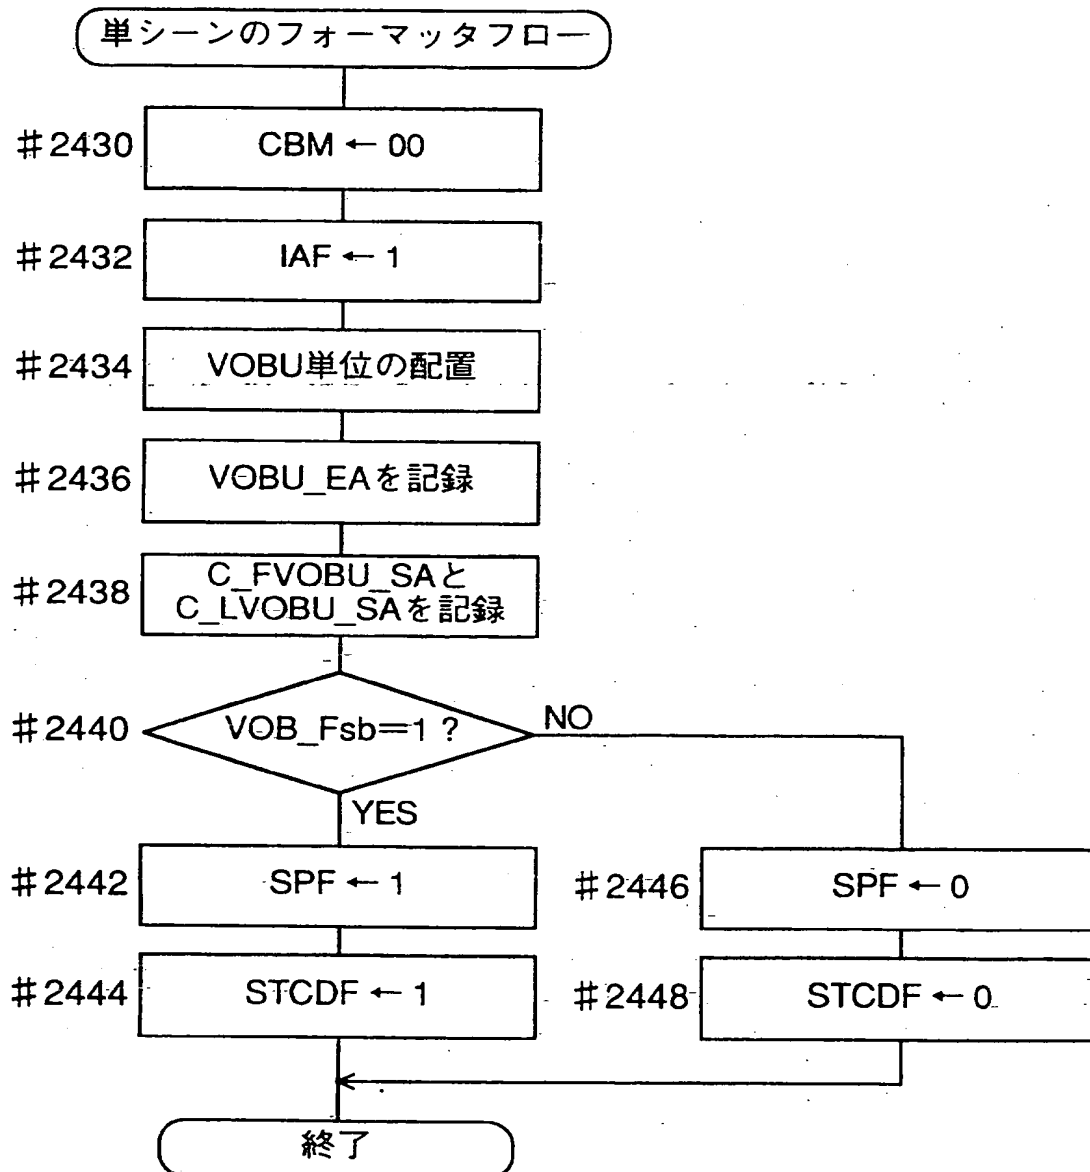 単シーンのフォーマッタフロー
#2430
CBM ← 00
#2432
IAF ← 1
#2434
VOBU単位の配置
#2436
VOBU_EAを記録
#2438
C_FVOBU_SAと
C_LVOBU_SAを記録
#2440
VOB_Fsb=1 ?
NO
YES
#2442
SPF ← 1
#2446
SPF ← 0
#2444
STCDF ← 1
#2448
STCDF ← 0
終了